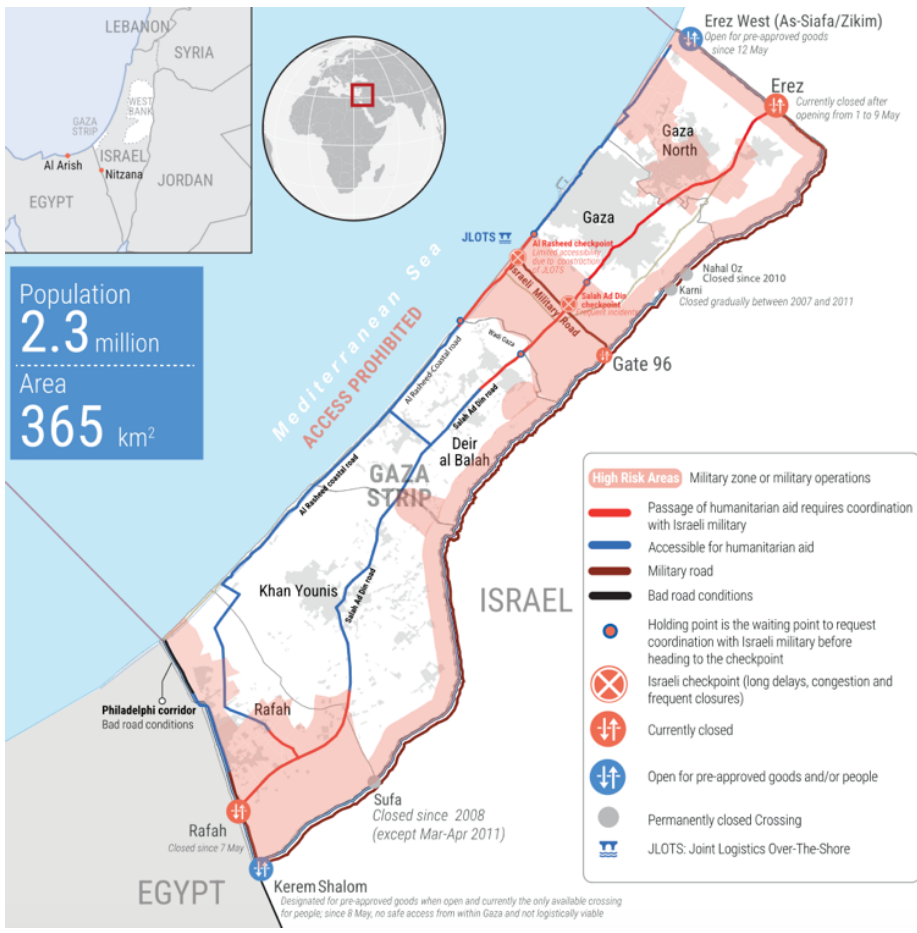 LEBANON
SYRIA
WEST
BANK
GAZA
STRIP
ISRAEL
Al Arish
Nitzana
JORDAN
EGYPT
Erez West (As-Siafa/Zikim)
Open for pre-approved goods
since 12 May
Erez
Currently closed after
opening from 1 to 9 May
Gaza
North
Gaza
JLOTS
Al Rasheed checkpoint
Limited accessibility
due to construction
of JLOTS
Israeli Military Road
Salah Ad Din
checkpoint
Frequent incidents
Nahal Oz
Closed since 2010
Karni
Closed gradually between 2007 and 2011
Gate 96
Population
2.3 million
Area
365 km²
Mediterranean Sea
ACCESS PROHIBITED
Wadi Gaza
Al Rasheed-Coastal road
Salah Ad Din road
Deir
al Balah
GAZA
STRIP
Al Rasheed coastal road
Khan Younis
Salah Ad Din road
ISRAEL
Philadelphi corridor
Bad road conditions
Rafah
Sufa
Closed since 2008
(except Mar-Apr 2011)
Rafah
Closed since 7 May
EGYPT
Kerem Shalom
Designated for pre-approved goods when open and currently the only available crossing
for people; since 8 May, no safe access from within Gaza and not logistically viable
High Risk Areas Military zone or military operations
Passage of humanitarian aid requires coordination
with Israeli military
Accessible for humanitarian aid
Military road
Bad road conditions
Holding point is the waiting point to request
coordination with Israeli military before
heading to the checkpoint
Israeli checkpoint (long delays, congestion and
frequent closures)
Currently closed
Open for pre-approved goods and/or people
Permanently closed Crossing
JLOTS: Joint Logistics Over-The-Shore